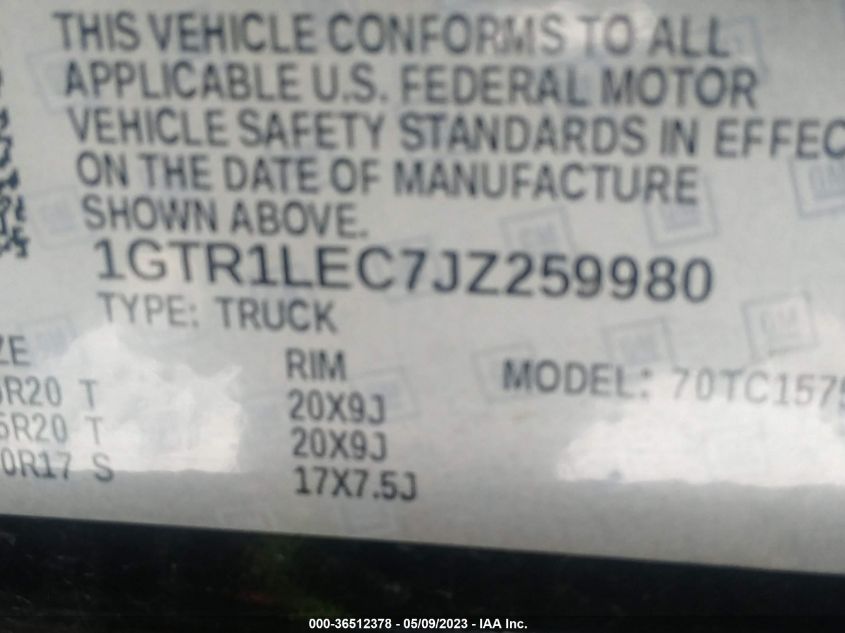 THIS VEHICLE CONFORMS TO ALL
APPLICABLE U.S. FEDERAL MOTOR
VEHICLE SAFETY STANDARDS IN EFFEC
ON THE DATE OF MANUFACTURE
SHOWN ABOVE.
1GTR1LEC7JZ259980
TYPE: TRUCK
ZE RIM MODEL: 70TC1575
R20 T 20X9J
5R20 T 20X9J
0R17 S 17X7.5J
000-36512378 - 05/09/2023 - IAA Inc.